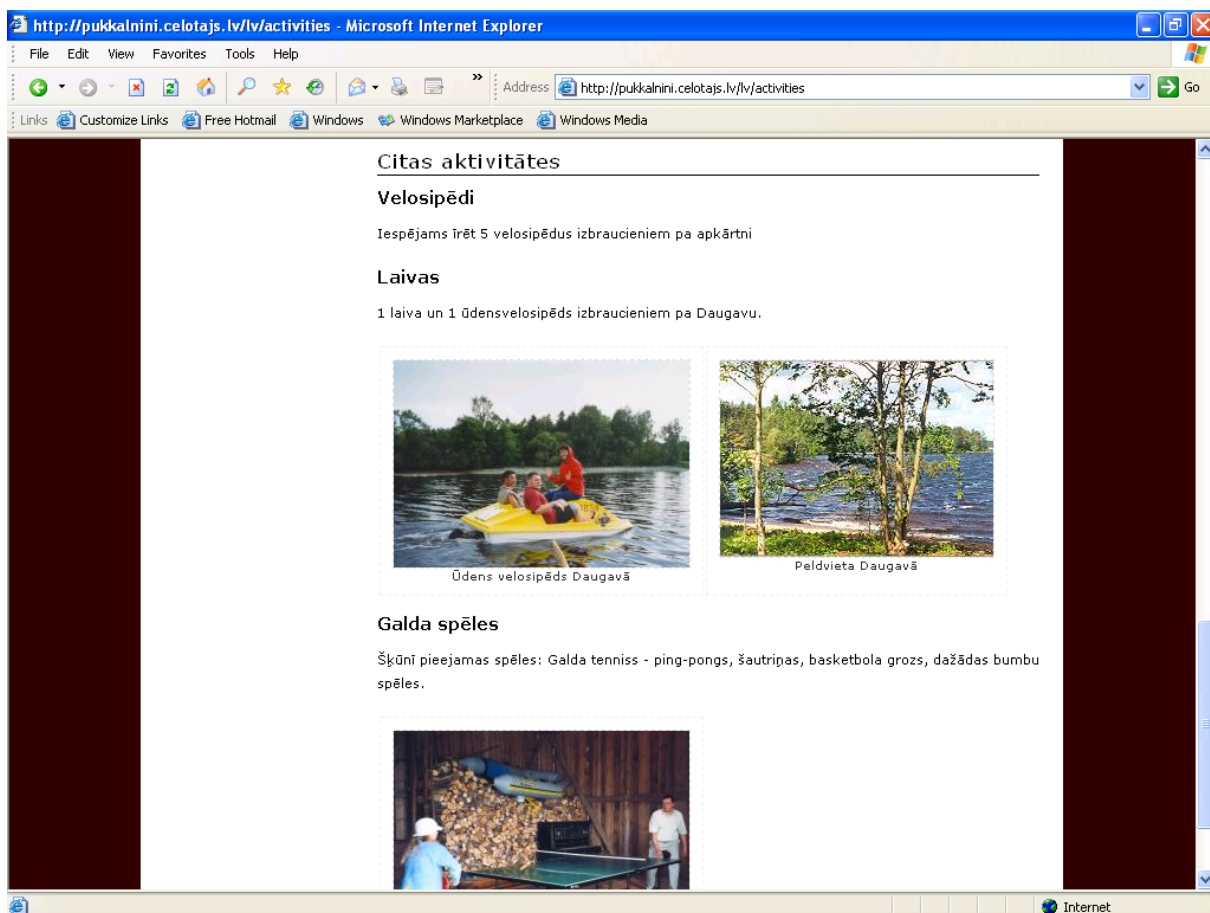 http://pukkalnini.celotajs.lv/lv/activities - Microsoft Internet Explorer
File Edit View Favorites Tools Help
» Address http://pukkalnini.celotajs.lv/lv/activities Go
Links Customize Links Free Hotmail Windows Windows Marketplace Windows Media
Citas aktivitātes
Velosipēdi
Iespējams īrēt 5 velosipēdus izbraucieniem pa apkārtni
Laivas
1 laiva un 1 ūdensvelosipēds izbraucieniem pa Daugavu.
Ūdens velosipēds Daugavā
Peldvieta Daugavā
Galda spēles
Šķūnī pieejamas spēles: Galda tenniss - ping-pongs, šautriņas, basketbola grozs, dažādas bumbu
spēles.
Internet